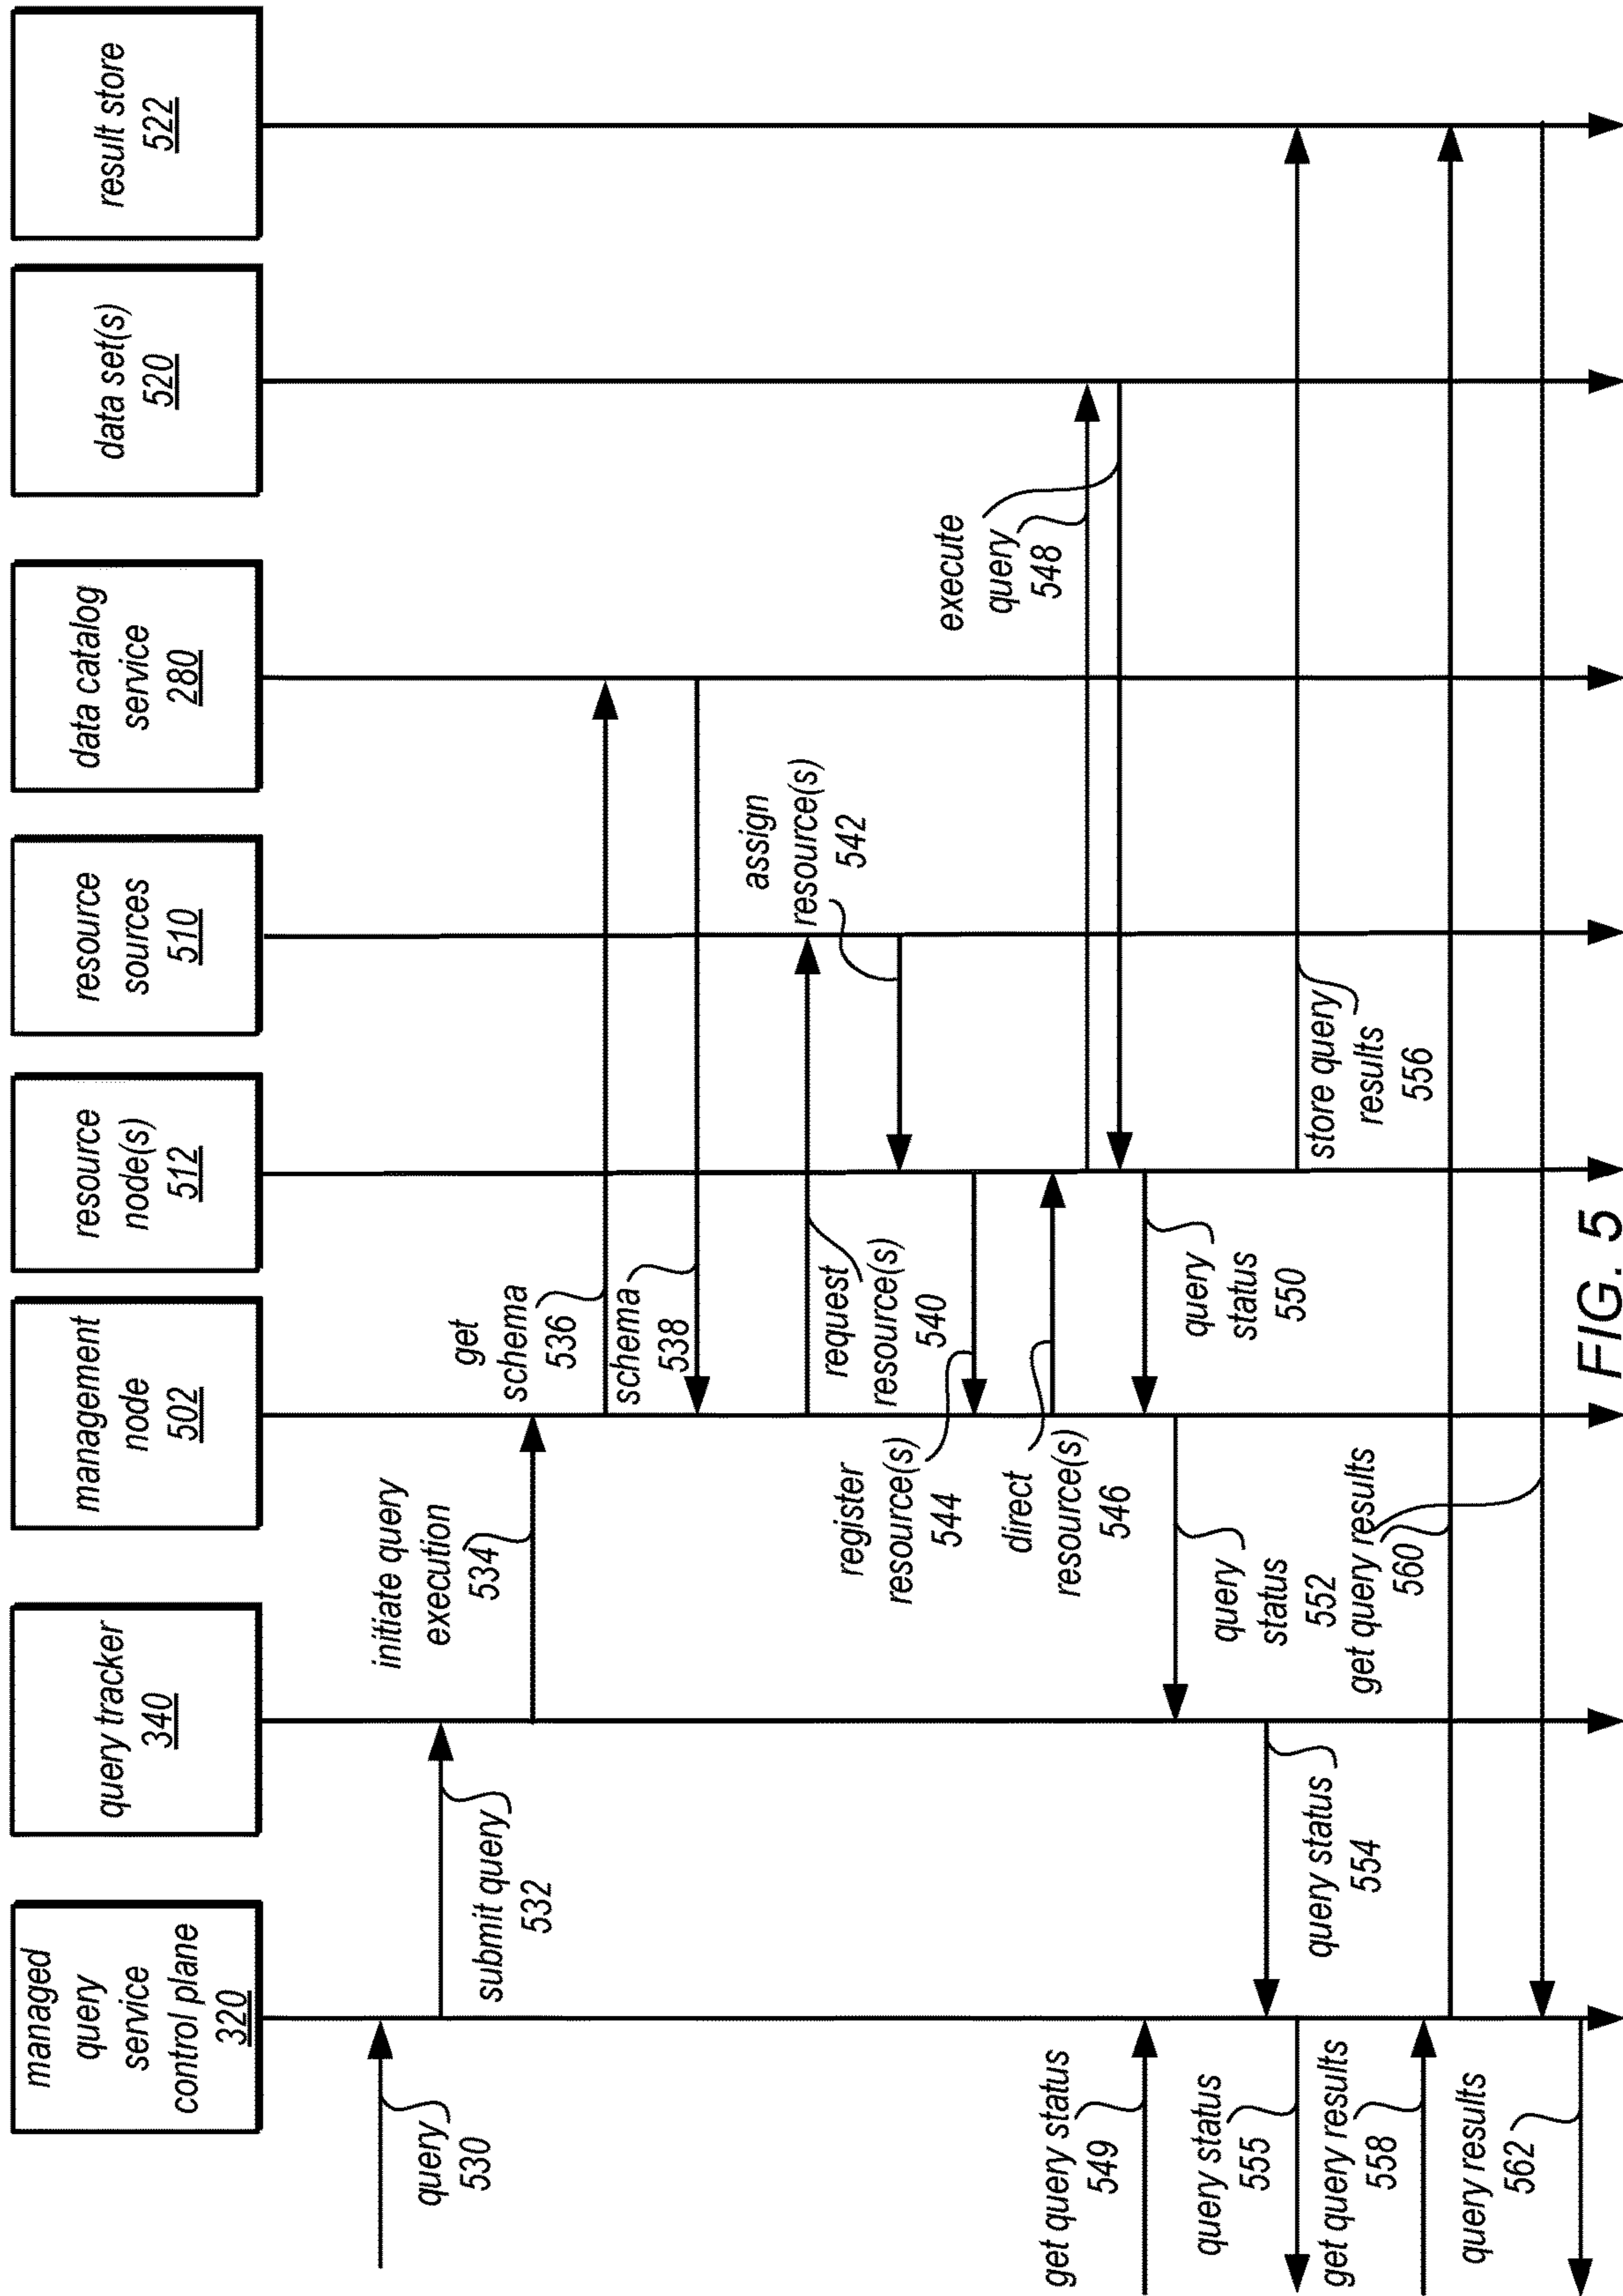 managed
query
service
control plane
320
query tracker
340
management
node
502
resource
node(s)
512
resource
sources
510
data catalog
service
280
data set(s)
520
result store
522
query
530
submit query
532
initiate query
execution
534
get
schema
536
schema
538
request
resource(s)
540
assign
resource(s)
542
register
resource(s)
544
direct
resource(s)
546
execute
query
548
get query status
549
query
status
550
query
status
552
query status
554
query status
555
store query
results
556
get query results
558
get query results
560
query results
562
FIG. 5